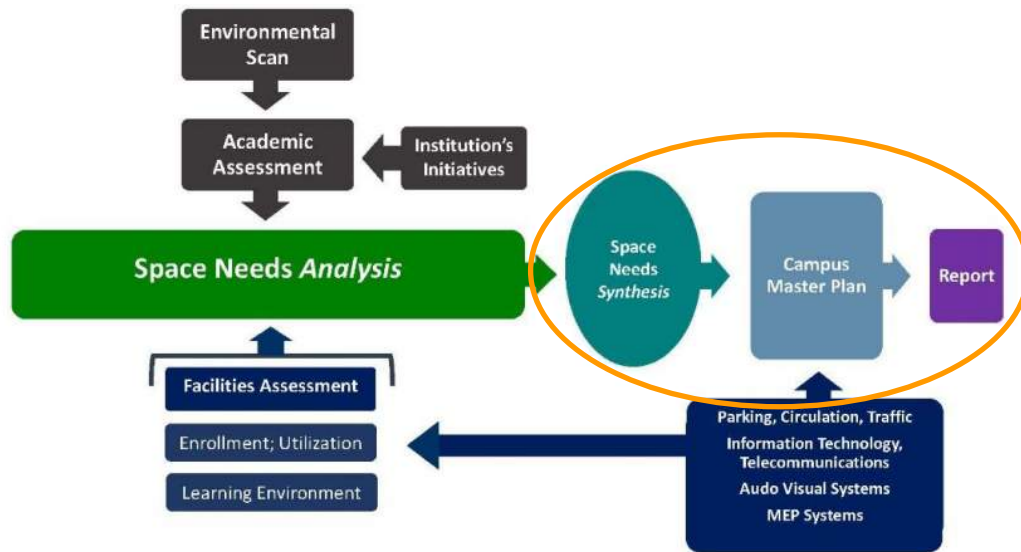 Environmental
Scan
Academic
Assessment
Institution's
Initiatives
Space Needs Analysis
Space
Needs
Synthesis
Campus
Master Plan
Report
Facilities Assessment
Enrollment; Utilization
Learning Environment
Parking, Circulation, Traffic
Information Technology,
Telecommunications
Audo Visual Systems
MEP Systems